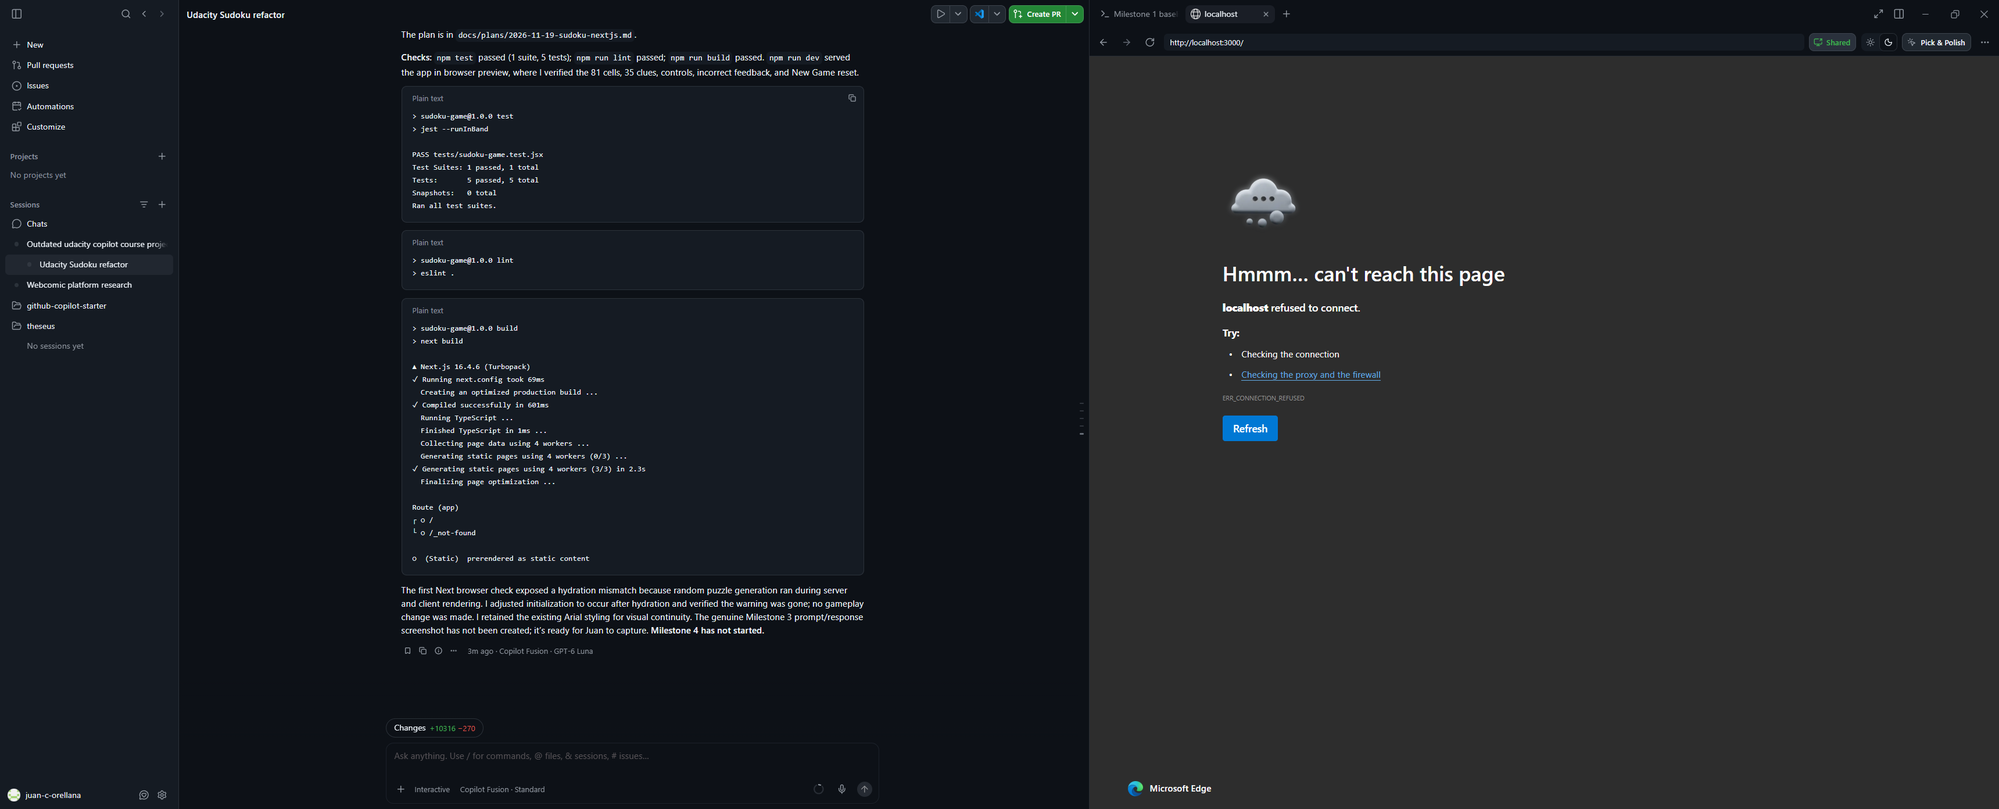 New
Pull requests
Issues
Automations
Customize
Projects
No projects yet
Sessions
Chats
Outdated udacity copilot course proje
Udacity Sudoku refactor
Webcomic platform research
github-copilot-starter
theseus
No sessions yet
juan-c-orellana
Udacity Sudoku refactor
Create PR
The plan is in docs/plans/2026-11-19-sudoku-nextjs.md.
Checks: npm test passed (1 suite, 5 tests); npm run lint passed; npm run build passed. npm run dev served
the app in browser preview, where I verified the 81 cells, 35 clues, controls, incorrect feedback, and New Game reset.
Plain text
> sudoku-game@1.0.0 test
> jest --runInBand
PASS tests/sudoku-game.test.jsx
Test Suites: 1 passed, 1 total
Tests: 5 passed, 5 total
Snapshots: 0 total
Ran all test suites.
Plain text
> sudoku-game@1.0.0 lint
> eslint .
Plain text
> sudoku-game@1.0.0 build
> next build
▲ Next.js 16.4.6 (Turbopack)
✓ Running next.config took 69ms
Creating an optimized production build ...
✓ Compiled successfully in 601ms
Running TypeScript ...
Finished TypeScript in 1ms ...
Collecting page data using 4 workers ...
Generating static pages using 4 workers (0/3) ...
✓ Generating static pages using 4 workers (3/3) in 2.3s
Finalizing page optimization ...
Route (app)
┌ ○ /
└ ○ /_not-found
○ (Static) prerendered as static content
The first Next browser check exposed a hydration mismatch because random puzzle generation ran during server
and client rendering. I adjusted initialization to occur after hydration and verified the warning was gone; no gameplay
change was made. I retained the existing Arial styling for visual continuity. The genuine Milestone 3 prompt/response
screenshot has not been created; it's ready for Juan to capture. Milestone 4 has not started.
3m ago · Copilot Fusion · GPT-6 Luna
Changes +10316 −270
Ask anything. Use / for commands, @ files, & sessions, # issues...
Interactive Copilot Fusion · Standard
Milestone 1 base
localhost
http://localhost:3000/
Shared
Pick & Polish
Hmmm... can't reach this page
localhost refused to connect.
Try:
• Checking the connection
• Checking the proxy and the firewall
ERR_CONNECTION_REFUSED
Refresh
Microsoft Edge